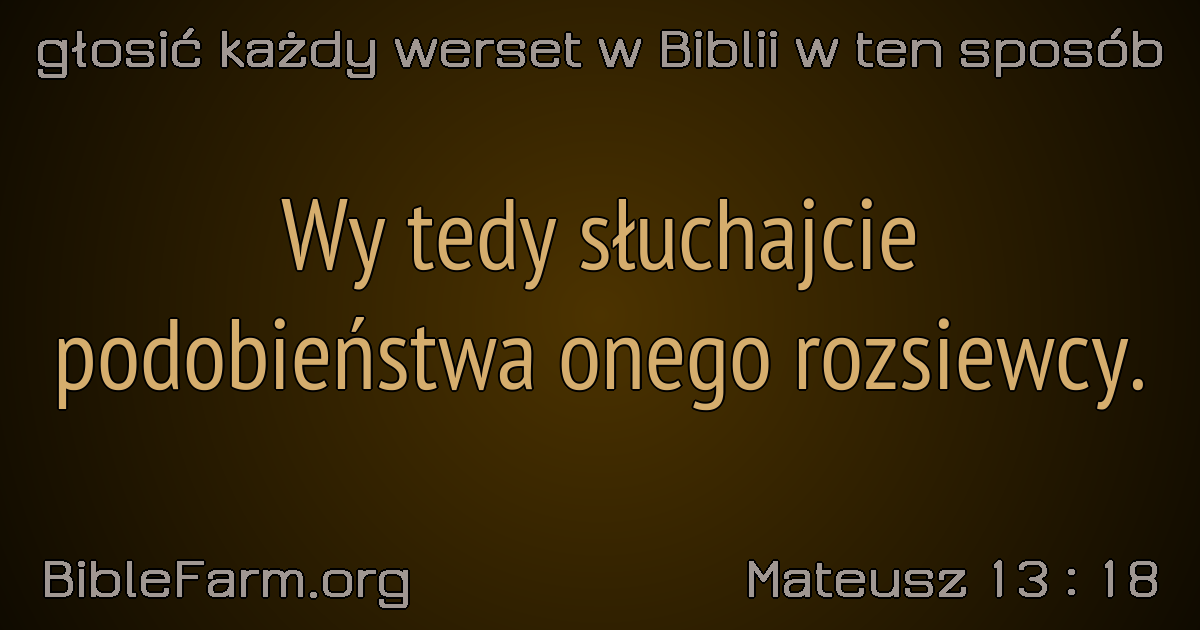 głosić każdy werset w Biblii w ten sposób
Wy tedy słuchajcie
podobieństwa onego rozsiewcy.
BibleFarm.org
Mateusz 13 : 18